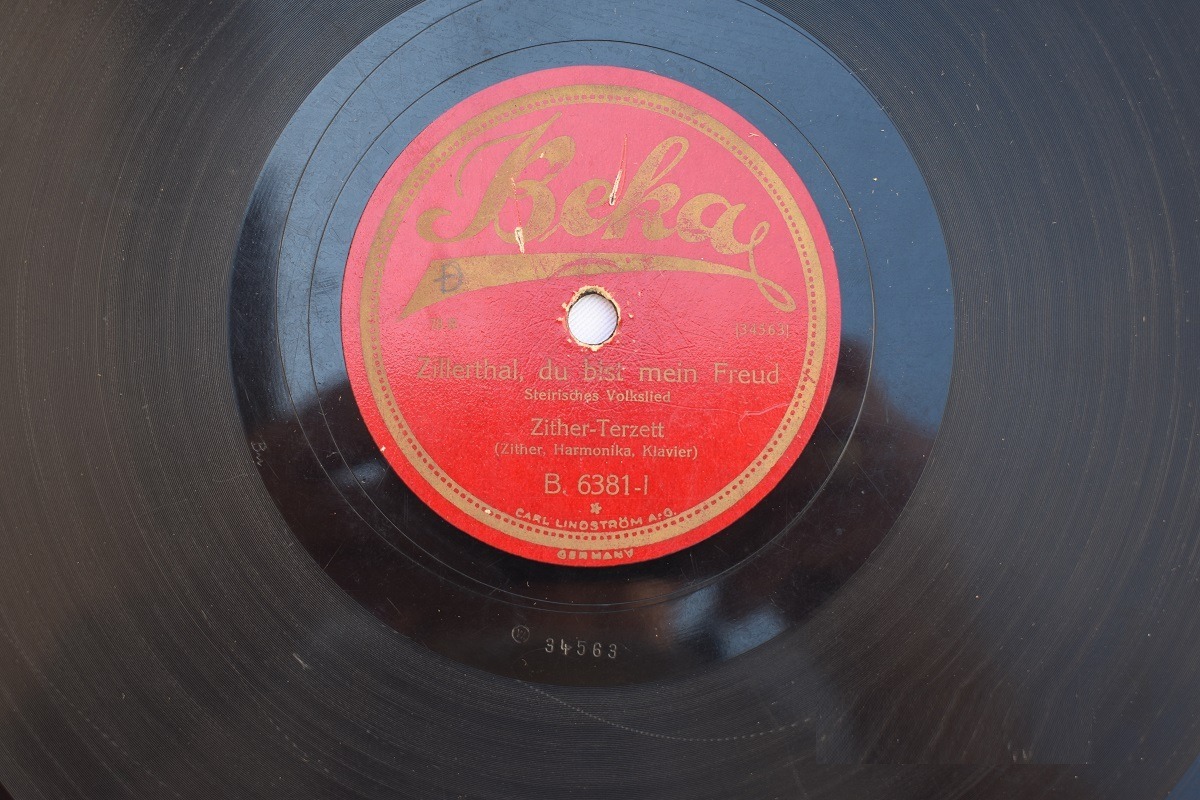 Beka
D
[34563]
Zillerthal, du bist mein Freud
Steirisches Volkslied
Zither-Terzett
(Zither, Harmonika, Klavier)
B. 6381-I
CARL LINDSTRÖM A.-G.
GERMANY
34563